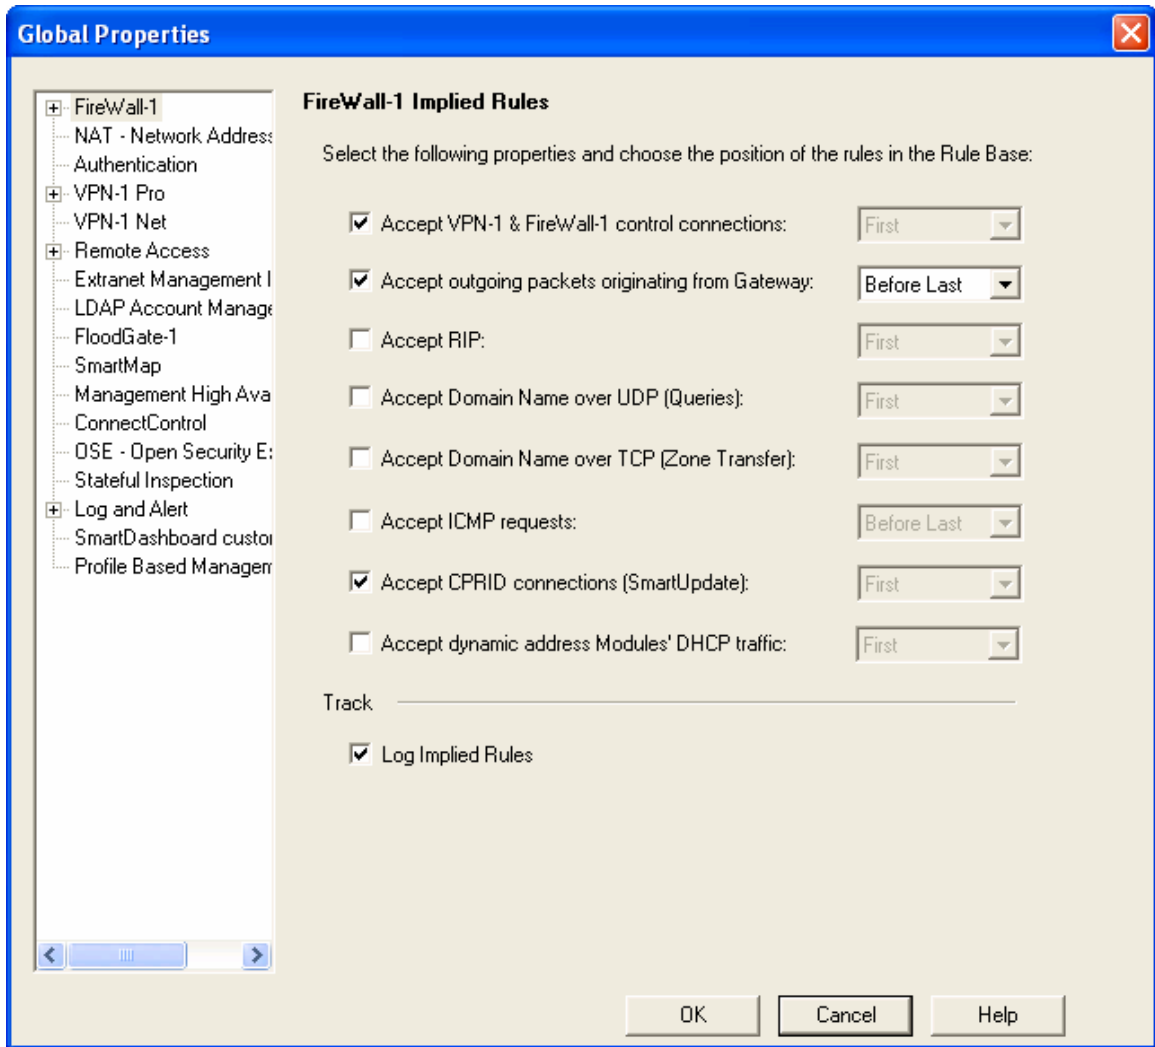 Global Properties
FireWall-1
NAT - Network Address
Authentication
VPN-1 Pro
VPN-1 Net
Remote Access
Extranet Management I
LDAP Account Manage
FloodGate-1
SmartMap
Management High Ava
ConnectControl
OSE - Open Security E
Stateful Inspection
Log and Alert
SmartDashboard custo
Profile Based Managem
FireWall-1 Implied Rules
Select the following properties and choose the position of the rules in the Rule Base:
Accept VPN-1 & FireWall-1 control connections: First
Accept outgoing packets originating from Gateway: Before Last
Accept RIP: First
Accept Domain Name over UDP (Queries): First
Accept Domain Name over TCP (Zone Transfer): First
Accept ICMP requests: Before Last
Accept CPRID connections (SmartUpdate): First
Accept dynamic address Modules' DHCP traffic: First
Track
Log Implied Rules
OK Cancel Help